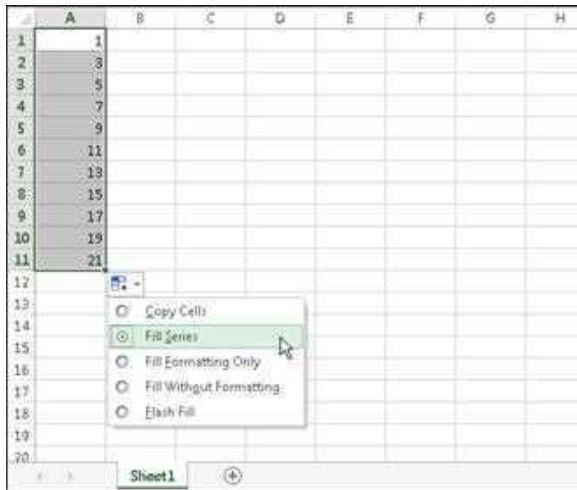 A B C D E F G H
1 1
2 3
3 5
4 7
5 9
6 11
7 13
8 15
9 17
10 19
11 21
12
13
Copy Cells
14
Fill Series
15
Fill Formatting Only
16
17
Fill Without Formatting
18
Flash Fill
19
20
Sheet1